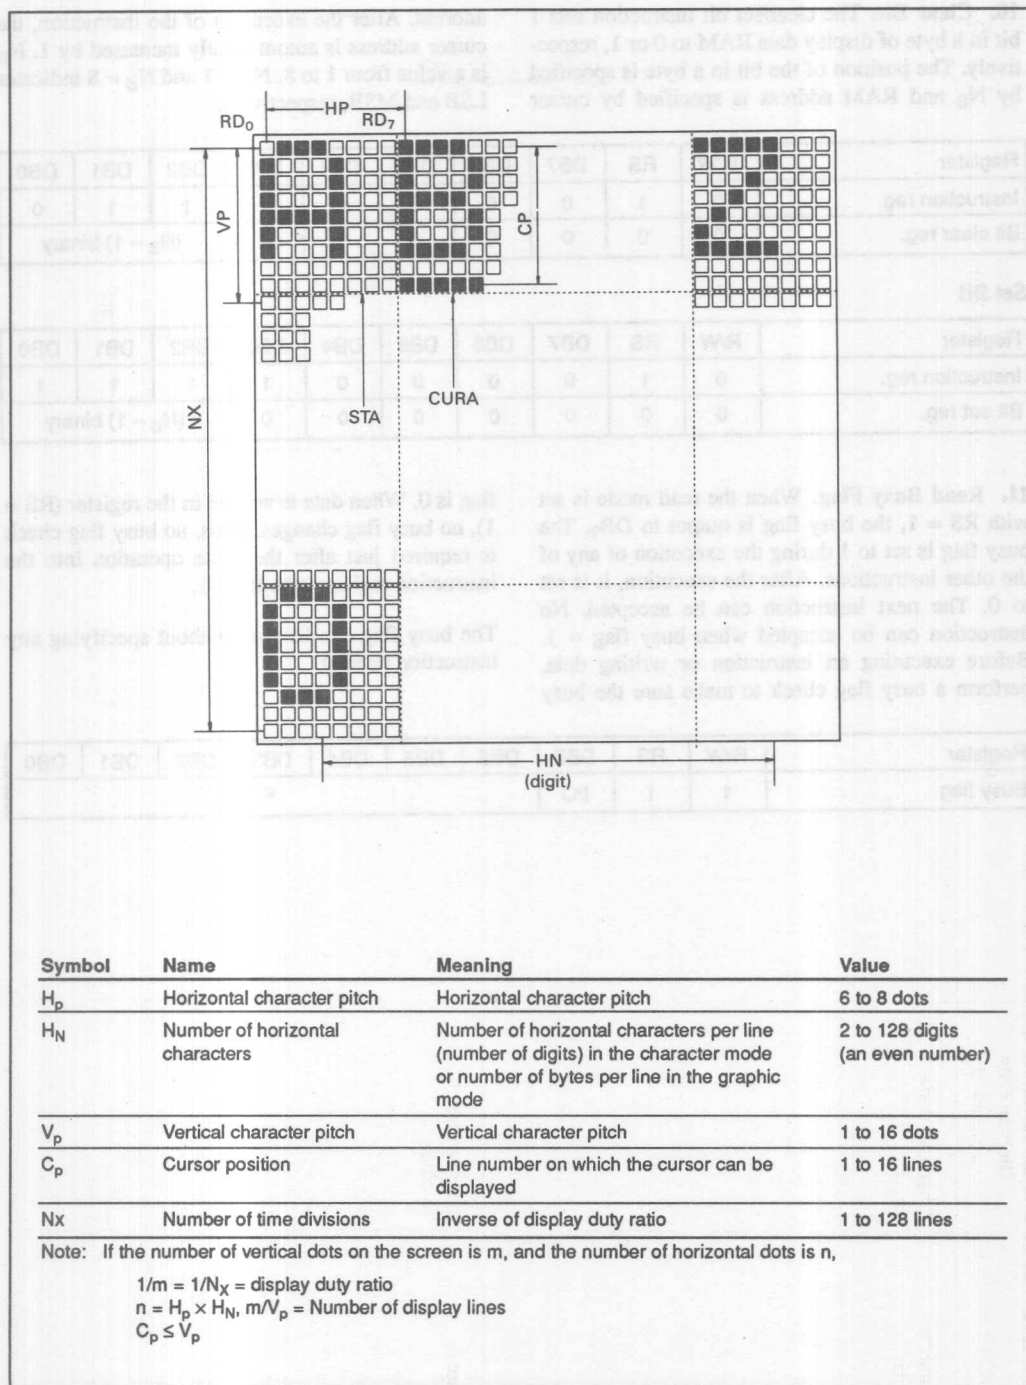 HP
RD0
RD7
VP
CP
NX
STA
CURA
HN
(digit)
Symbol Name Meaning Value
Hp Horizontal character pitch Horizontal character pitch 6 to 8 dots
HN Number of horizontal Number of horizontal characters per line 2 to 128 digits
characters (number of digits) in the character mode (an even number)
or number of bytes per line in the graphic
mode
Vp Vertical character pitch Vertical character pitch 1 to 16 dots
Cp Cursor position Line number on which the cursor can be 1 to 16 lines
displayed
Nx Number of time divisions Inverse of display duty ratio 1 to 128 lines
Note: If the number of vertical dots on the screen is m, and the number of horizontal dots is n,
1/m = 1/NX = display duty ratio
n = Hp × HN, m/Vp = Number of display lines
Cp ≤ Vp